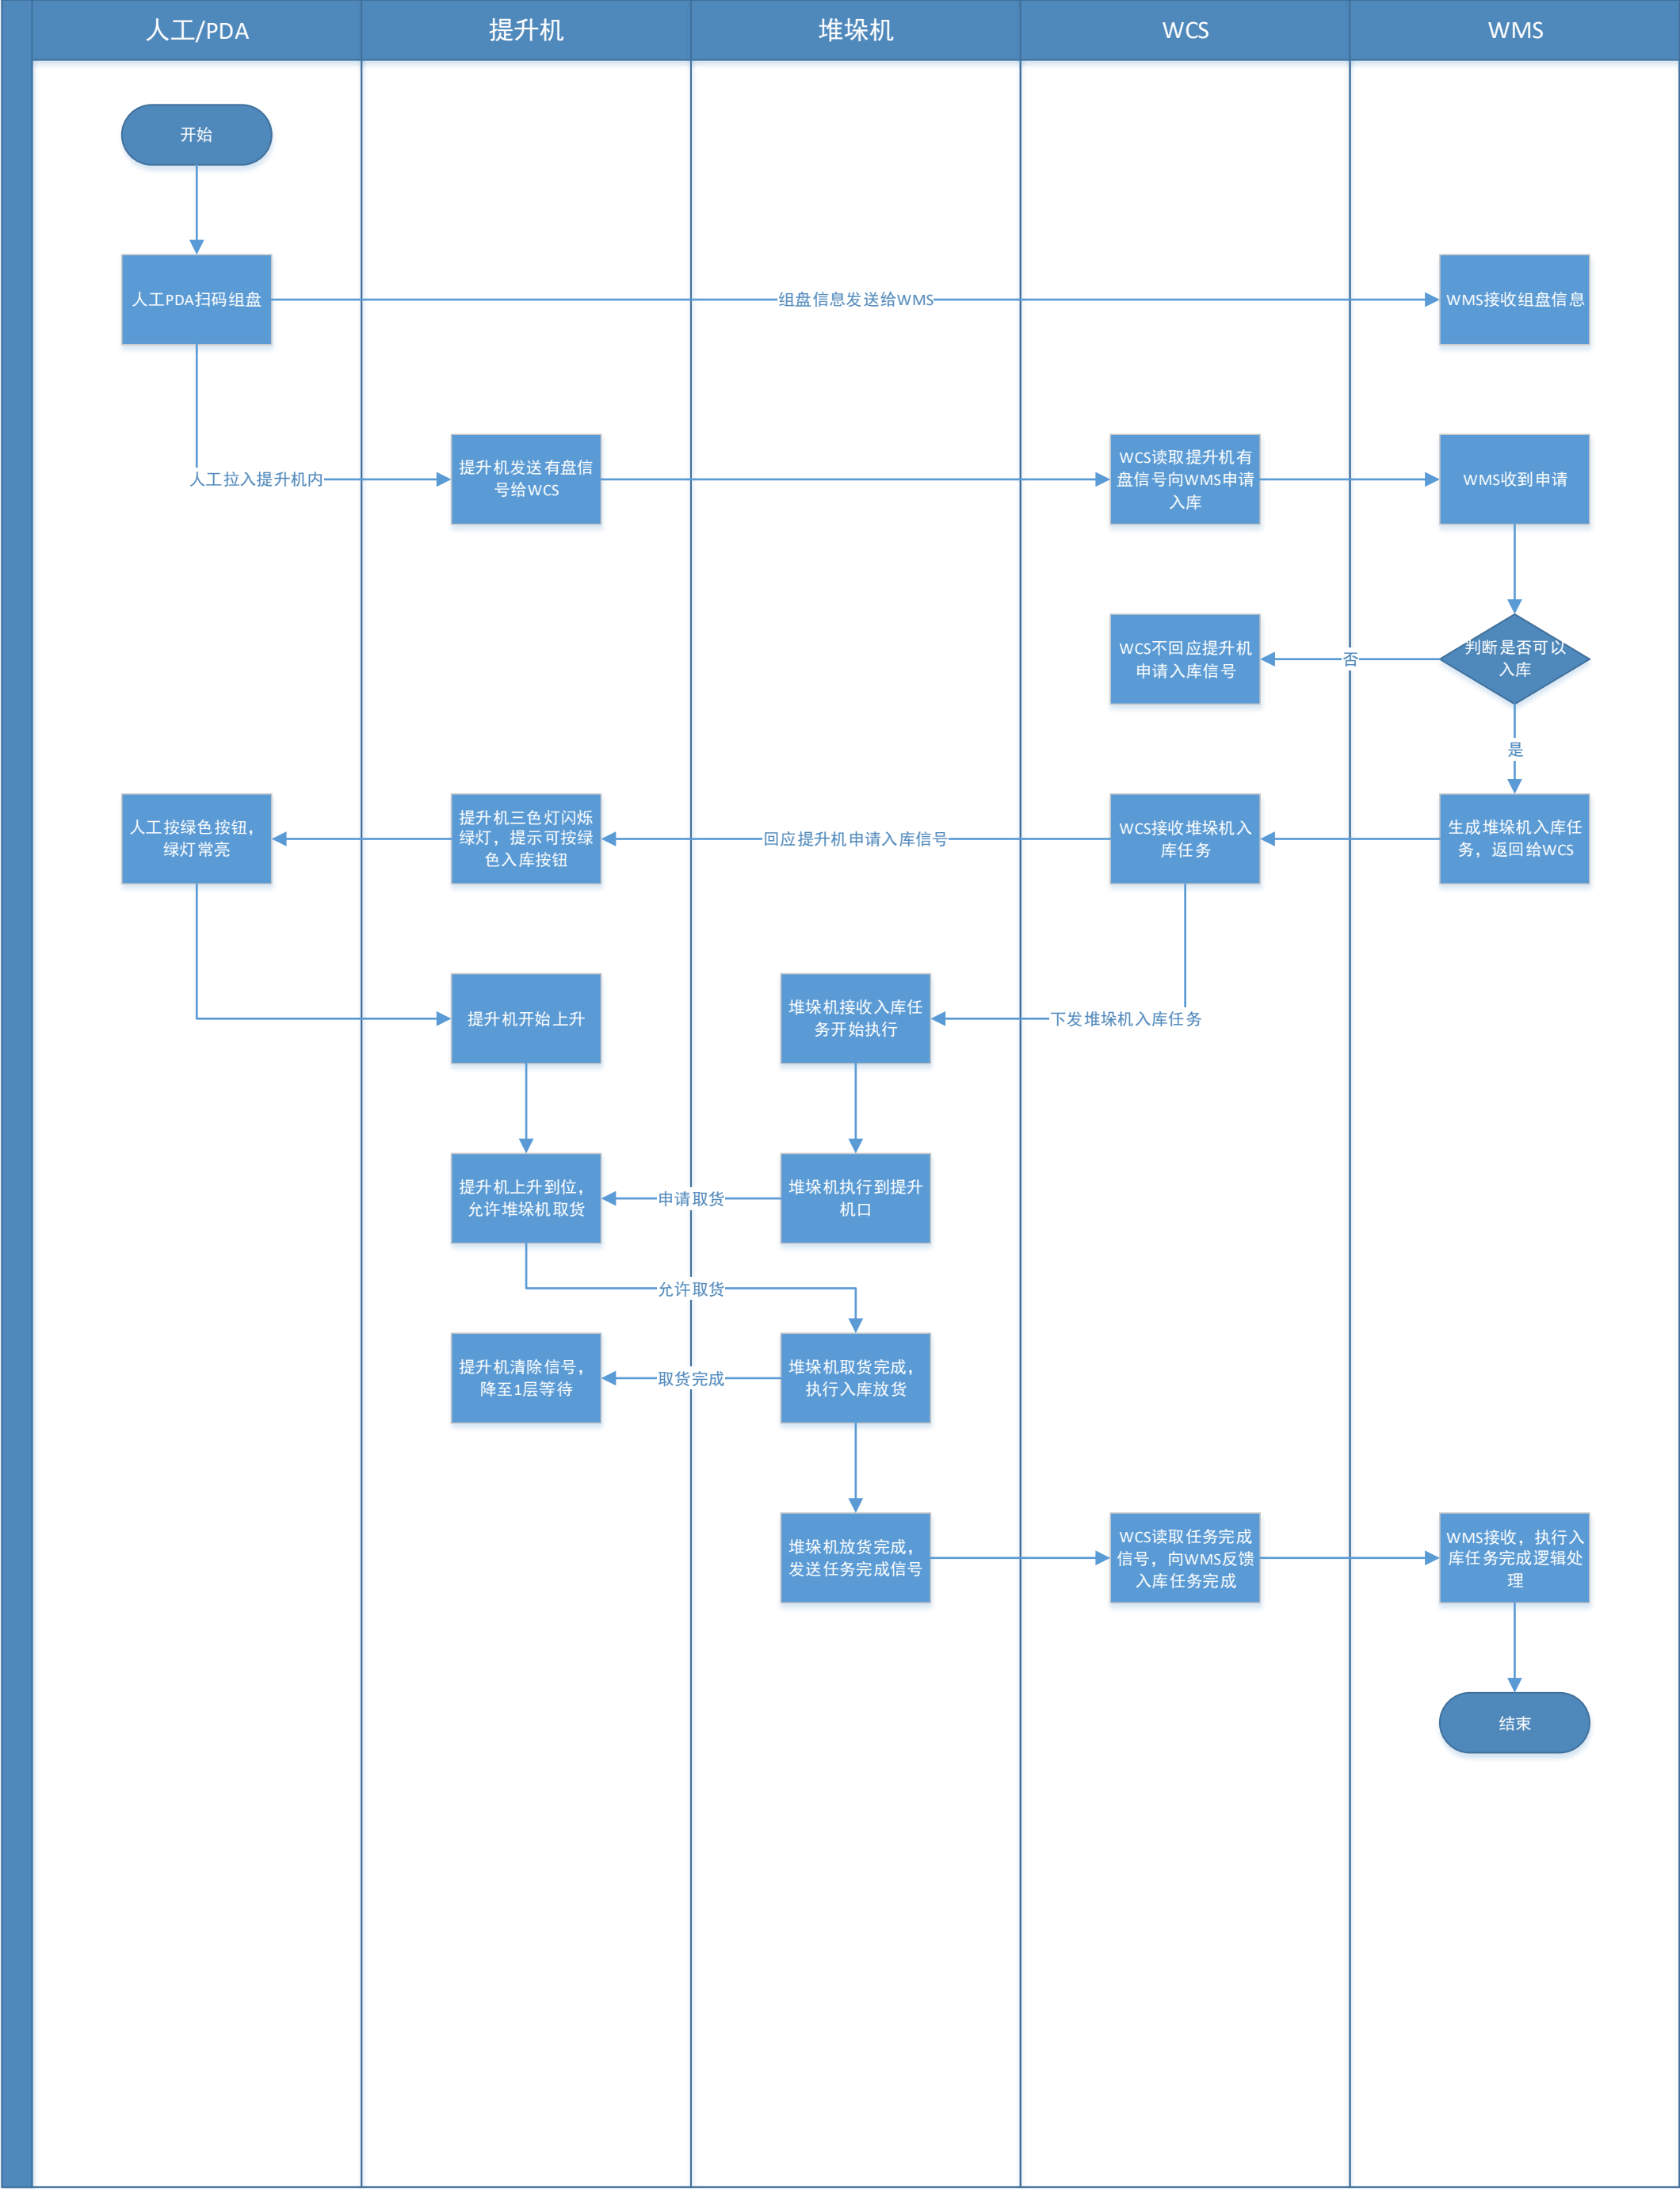 人工/PDA
提升机
堆垛机
WCS
WMS
开始
人工PDA扫码组盘
组盘信息发送给WMS
WMS接收组盘信息
人工拉入提升机内
提升机发送有盘信
号给WCS
WCS读取提升机有
盘信号向WMS申请
入库
WMS收到申请
WCS不回应提升机
申请入库信号
否
判断是否可以
入库
是
人工按绿色按钮，
绿灯常亮
提升机三色灯闪烁
绿灯，提示可按绿
色入库按钮
回应提升机申请入库信号
WCS接收堆垛机入
库任务
生成堆垛机入库任
务，返回给WCS
提升机开始上升
堆垛机接收入库任
务开始执行
下发堆垛机入库任务
提升机上升到位，
允许堆垛机取货
申请取货
堆垛机执行到提升
机口
允许取货
提升机清除信号，
降至1层等待
取货完成
堆垛机取货完成，
执行入库放货
堆垛机放货完成，
发送任务完成信号
WCS读取任务完成
信号，向WMS反馈
入库任务完成
WMS接收，执行入
库任务完成逻辑处
理
结束